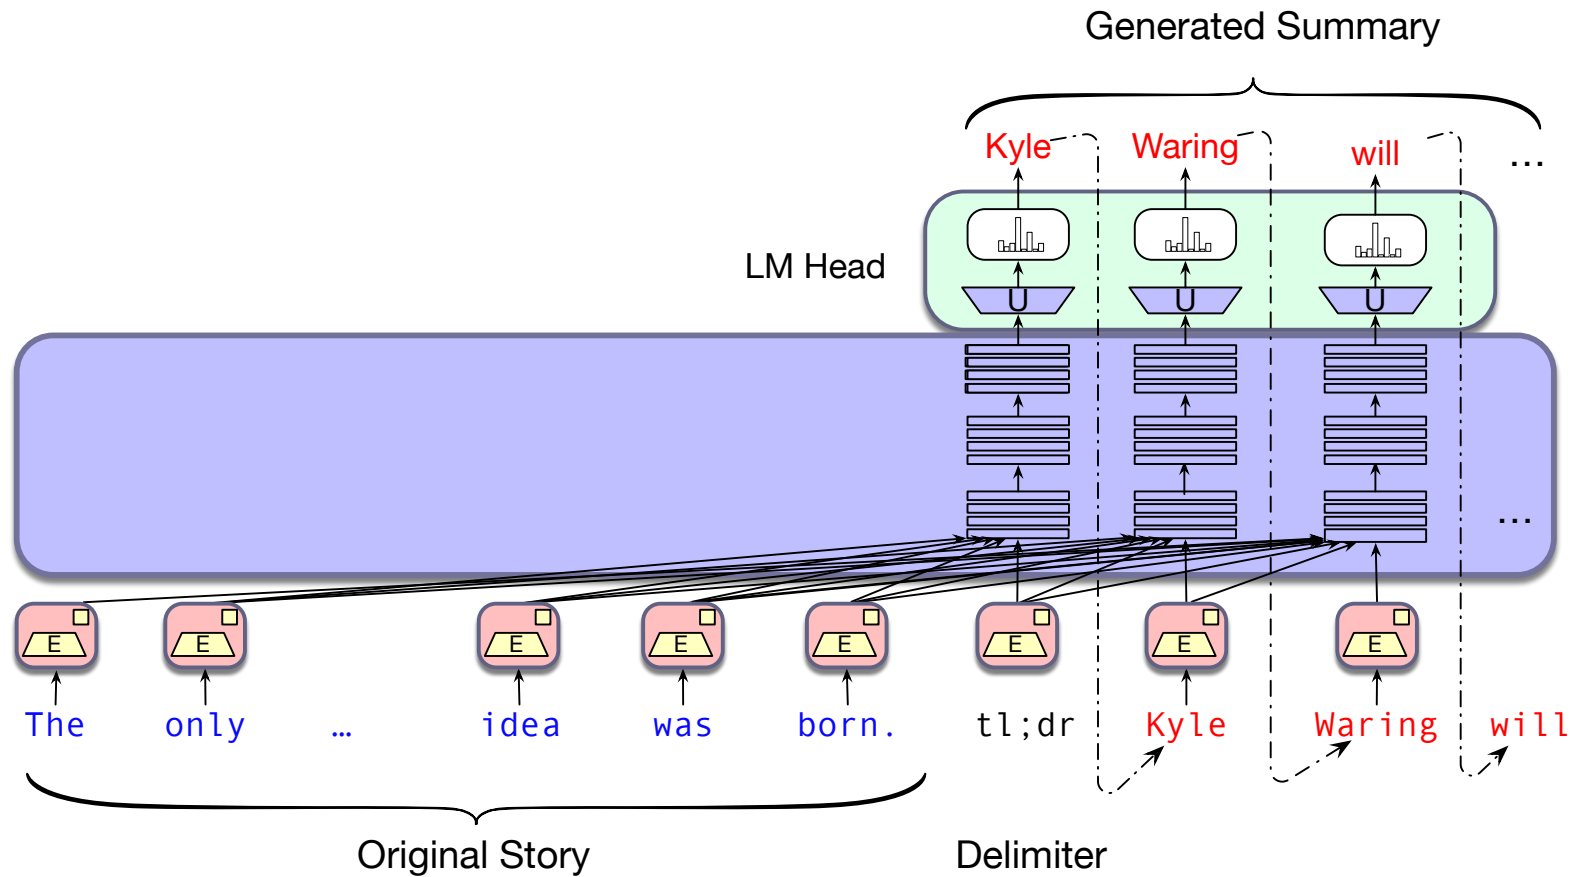 Generated Summary
Kyle Waring will ...
LM Head
U U U
...
E E E E E E E E
The only … idea was born. tl;dr Kyle Waring will
Original Story Delimiter